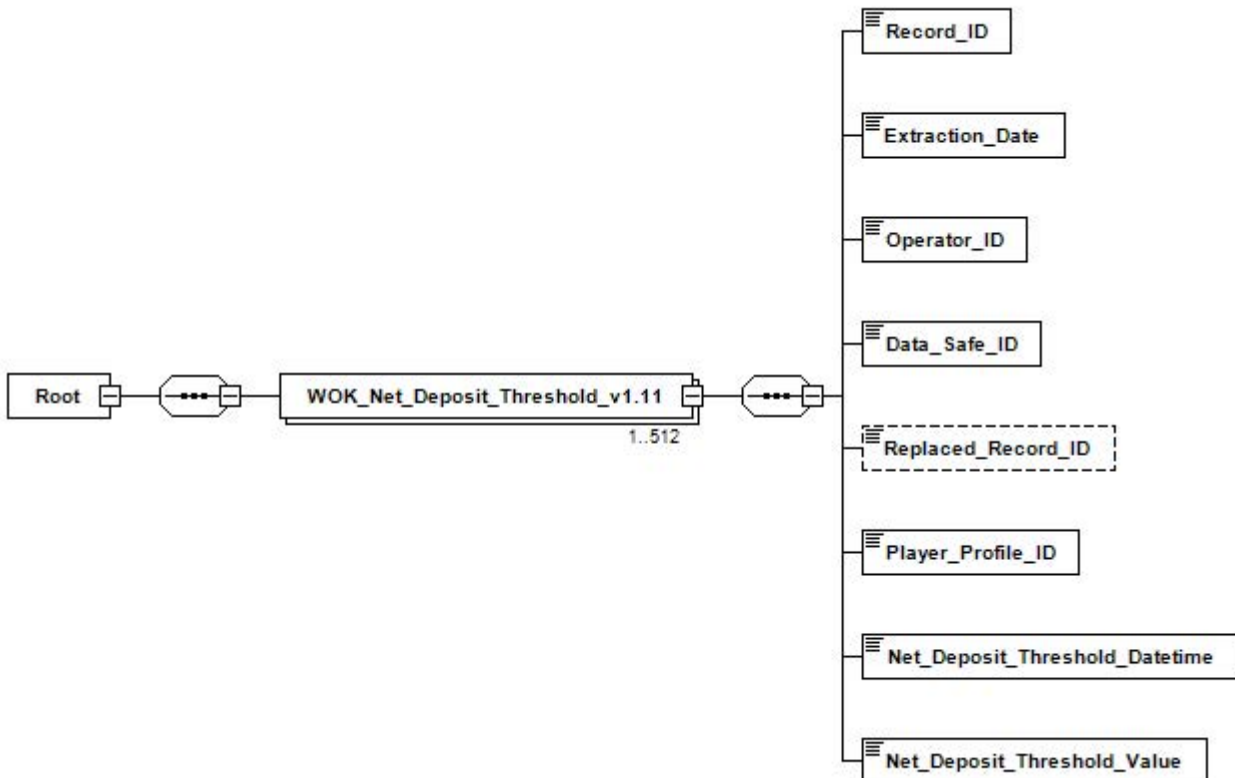 Record_ID
Extraction_Date
Operator_ID
Data_Safe_ID
Root
WOK_Net_Deposit_Threshold_v1.11
1..512
Replaced_Record_ID
Player_Profile_ID
Net_Deposit_Threshold_Datetime
Net_Deposit_Threshold_Value